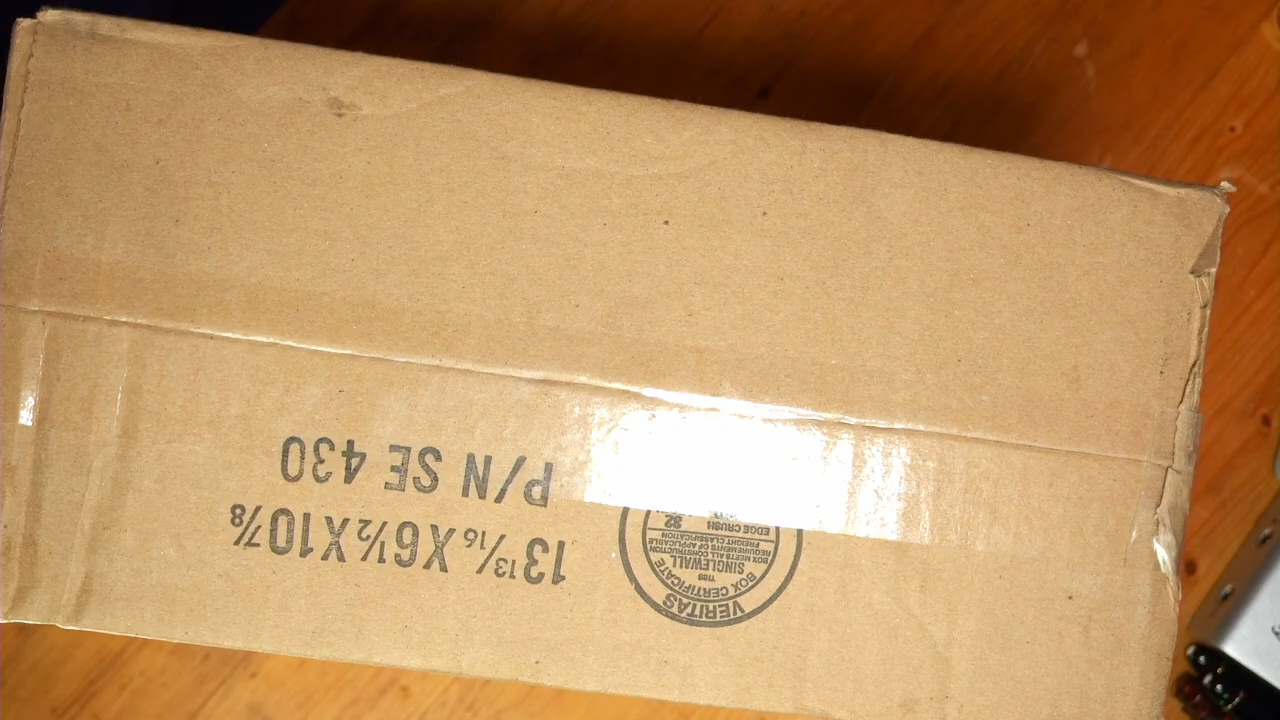 13 13/16 X 6 1/2 X 10 7/8
P/N SE 430
VERITAS
BOX CERTIFICATE
THIS
SINGLEWALL
BOX MEETS ALL CONSTRUCTION
REQUIREMENTS OF APPLICABLE
FREIGHT CLASSIFICATION
EDGE CRUSH
32